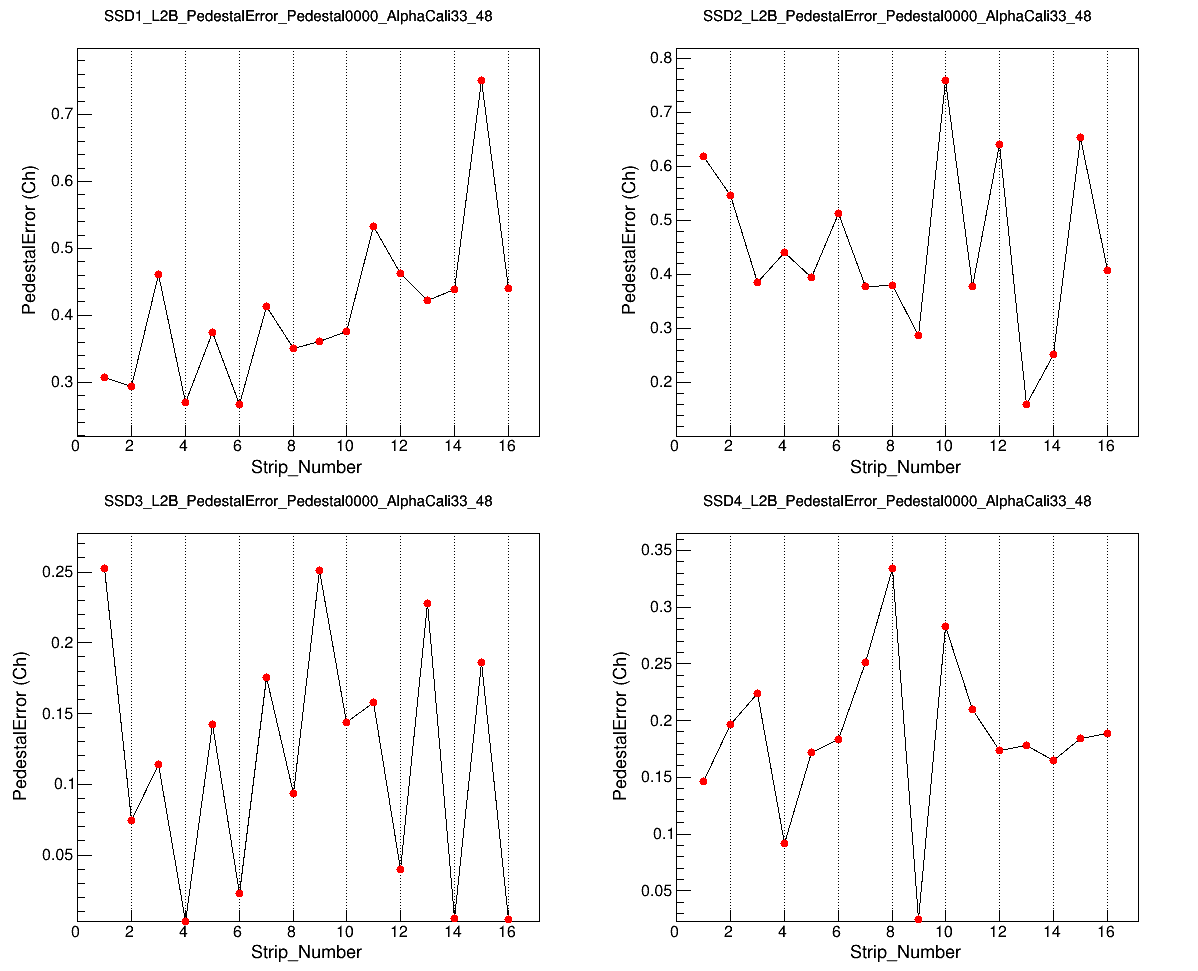 SSD1_L2B_PedestalError_Pedestal0000_AlphaCali33_48
PedestalError (Ch)
0.7
0.6
0.5
0.4
0.3
0 2 4 6 8 10 12 14 16
Strip_Number
SSD2_L2B_PedestalError_Pedestal0000_AlphaCali33_48
PedestalError (Ch)
0.8
0.7
0.6
0.5
0.4
0.3
0.2
0 2 4 6 8 10 12 14 16
Strip_Number
SSD3_L2B_PedestalError_Pedestal0000_AlphaCali33_48
PedestalError (Ch)
0.25
0.2
0.15
0.1
0.05
0 2 4 6 8 10 12 14 16
Strip_Number
SSD4_L2B_PedestalError_Pedestal0000_AlphaCali33_48
PedestalError (Ch)
0.35
0.3
0.25
0.2
0.15
0.1
0.05
0 2 4 6 8 10 12 14 16
Strip_Number